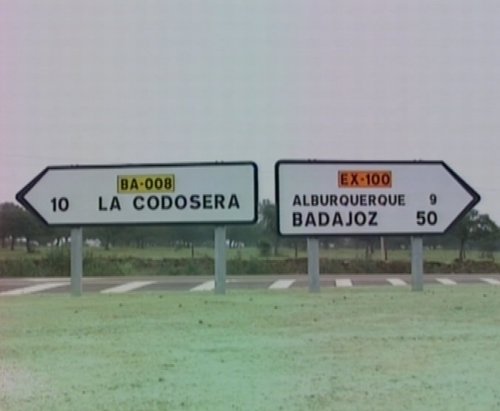 BA-008
10 LA CODOSERA
EX-100
ALBURQUERQUE 9
BADAJOZ 50